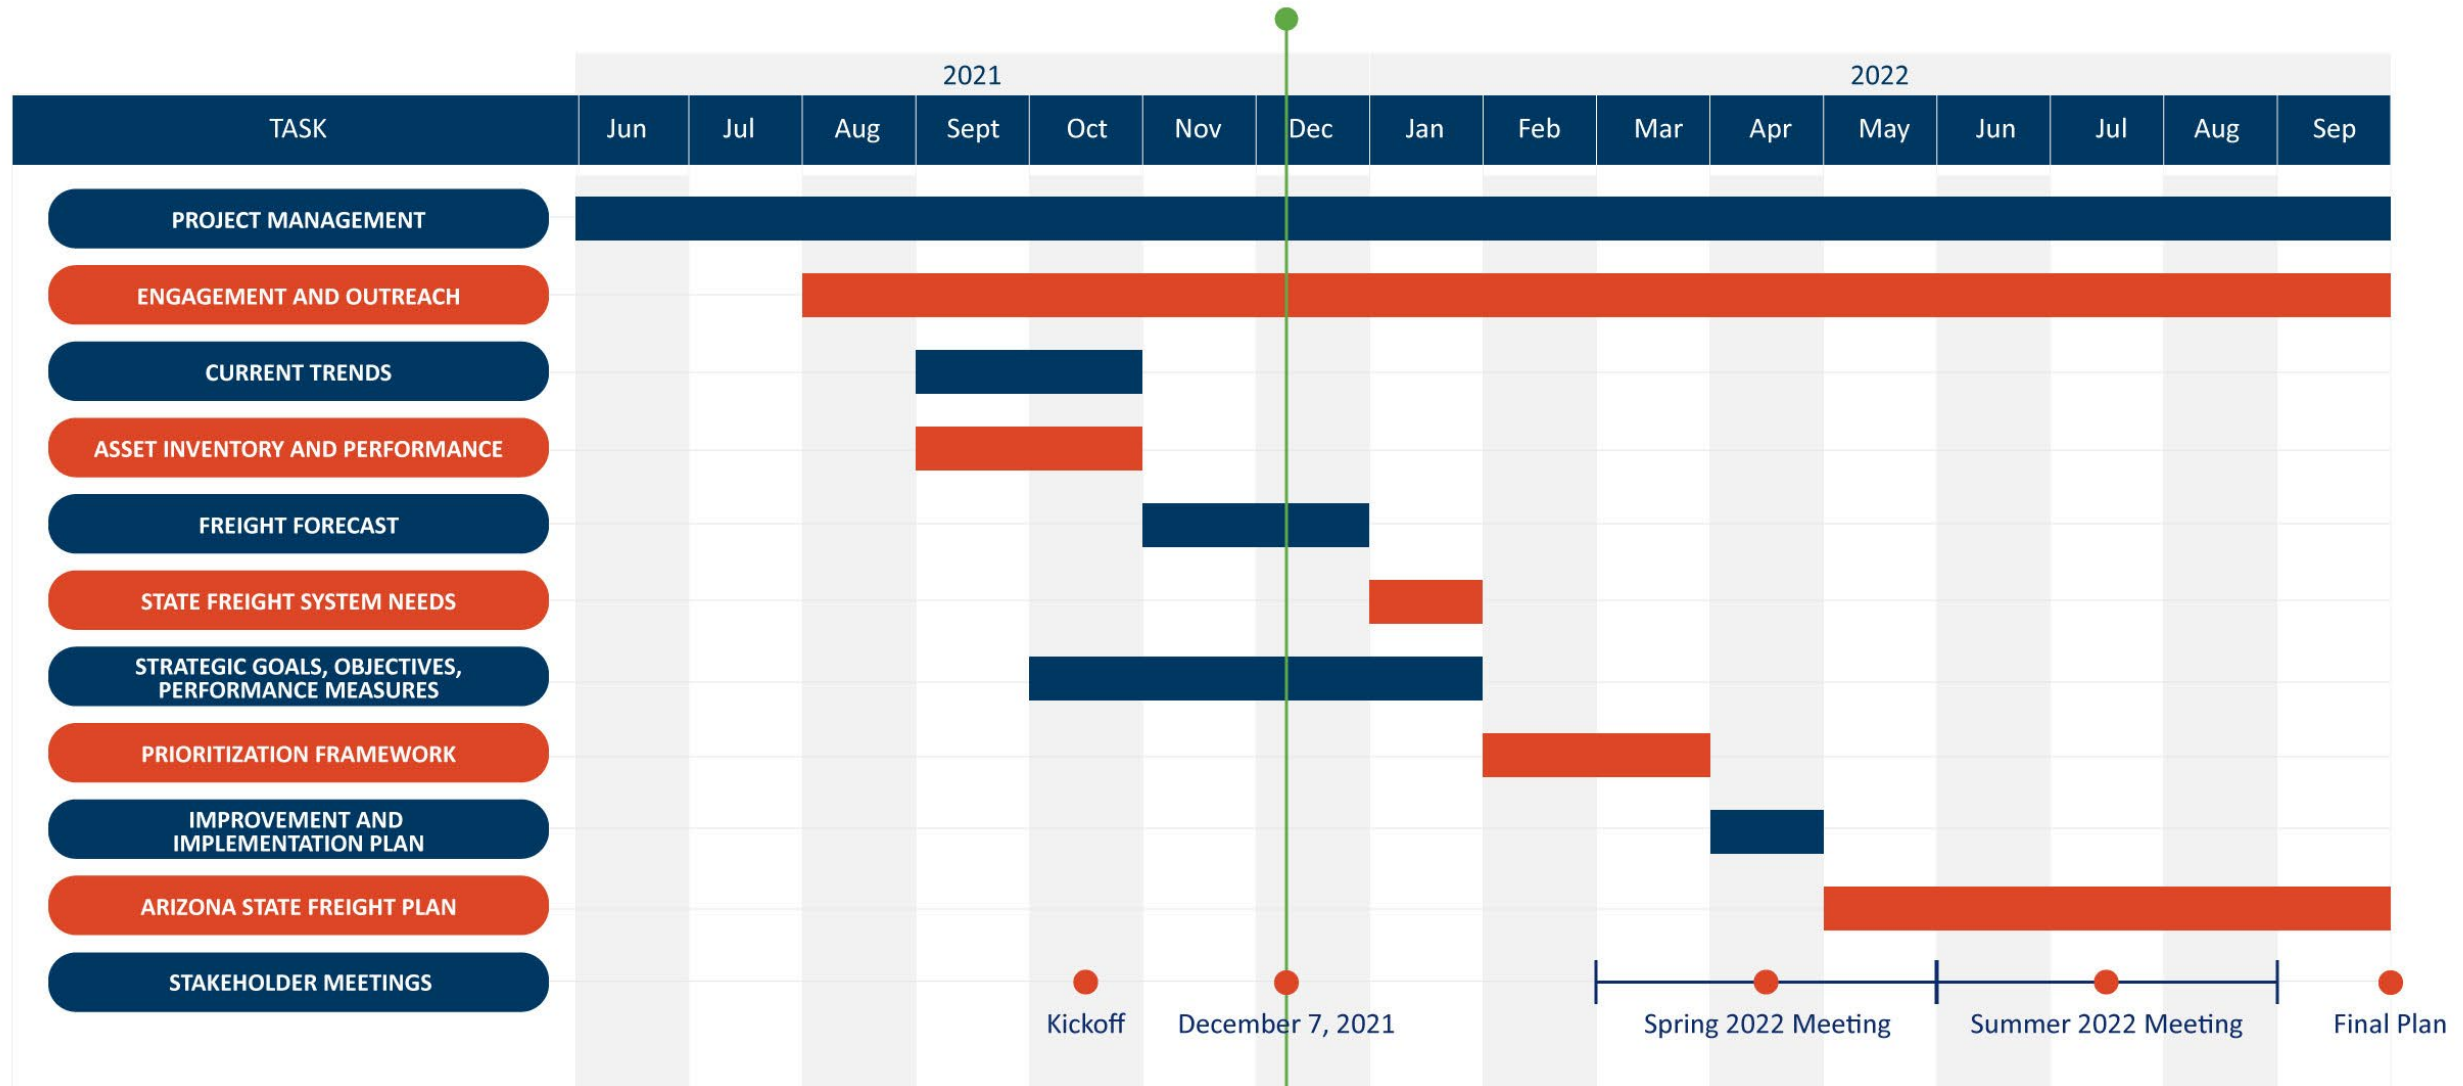 2021
2022
TASK
Jun
Jul
Aug
Sept
Oct
Nov
Dec
Jan
Feb
Mar
Apr
May
Jun
Jul
Aug
Sep
PROJECT MANAGEMENT
ENGAGEMENT AND OUTREACH
CURRENT TRENDS
ASSET INVENTORY AND PERFORMANCE
FREIGHT FORECAST
STATE FREIGHT SYSTEM NEEDS
STRATEGIC GOALS, OBJECTIVES,
PERFORMANCE MEASURES
PRIORITIZATION FRAMEWORK
IMPROVEMENT AND
IMPLEMENTATION PLAN
ARIZONA STATE FREIGHT PLAN
STAKEHOLDER MEETINGS
Kickoff
December 7, 2021
Spring 2022 Meeting
Summer 2022 Meeting
Final Plan